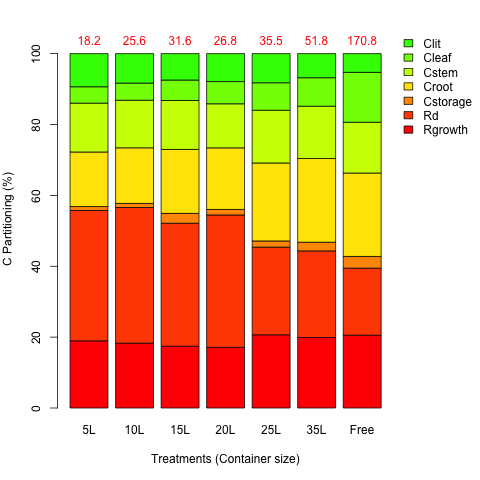 18.2 25.6 31.6 26.8 35.5 51.8 170.8
Clit
Cleaf
Cstem
Croot
Cstorage
Rd
Rgrowth
C Partitioning (%)
100
80
60
40
20
0
5L 10L 15L 20L 25L 35L Free
Treatments (Container size)